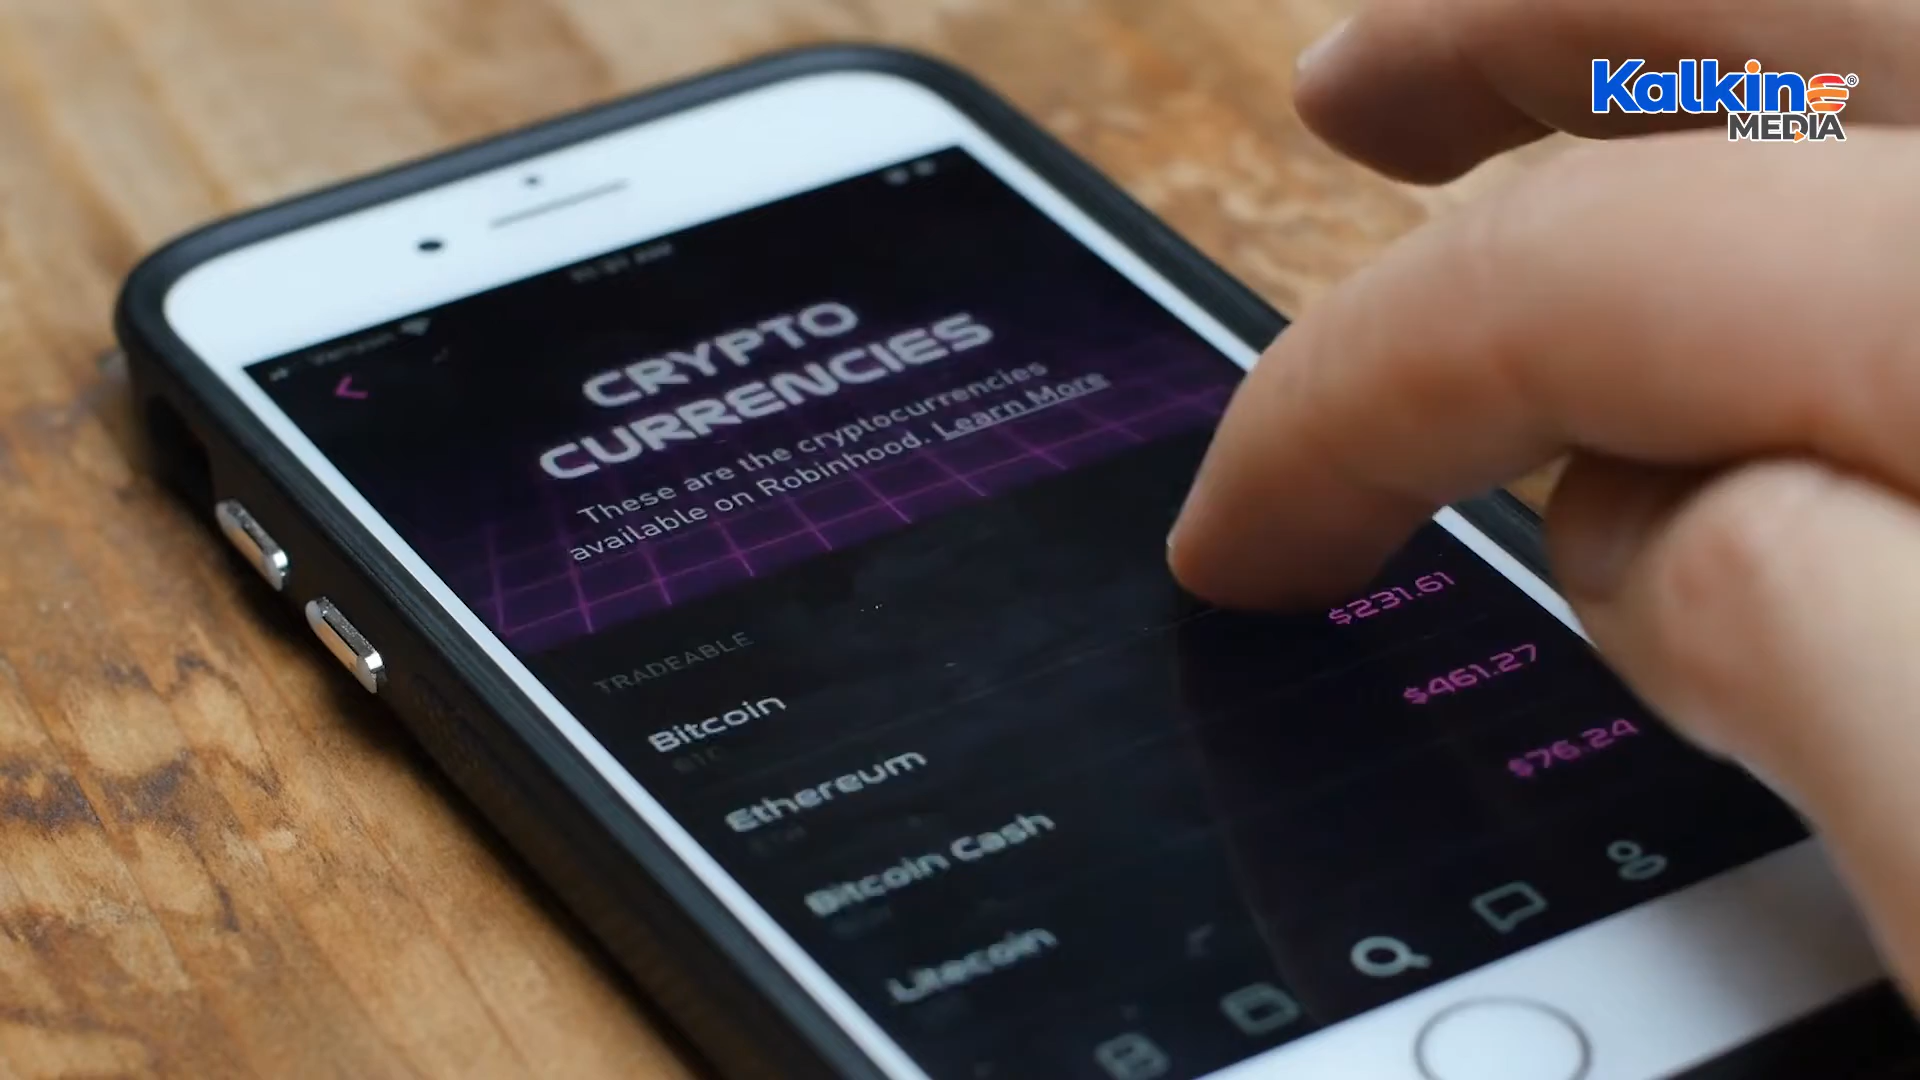 Kalkine®
MEDIA
CRYPTO
CURRENCIES
These are the cryptocurrencies
available on Robinhood. Learn More
TRADEABLE
Bitcoin
$231.61
Ethereum
$461.27
Bitcoin Cash
$76.24
Litecoin